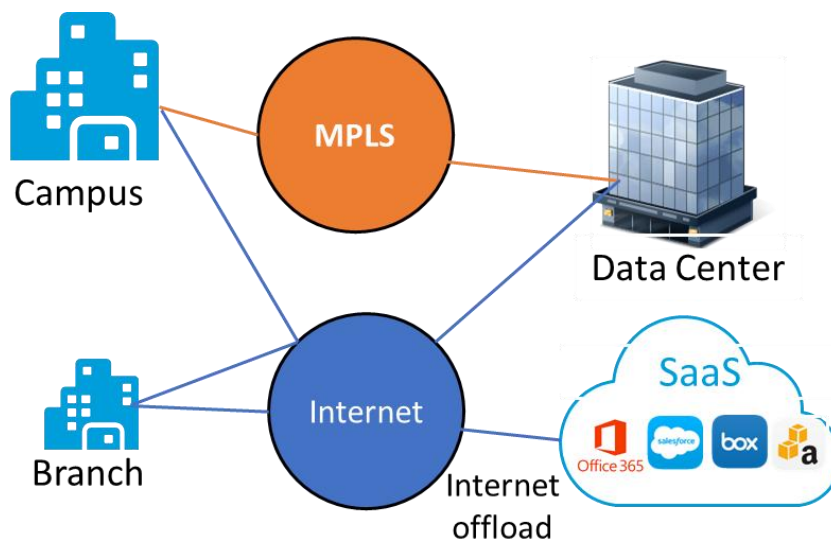 MPLS
Campus
Data Center
SaaS
Internet
Office 365
salesforce
box
a
Branch
Internet
offload